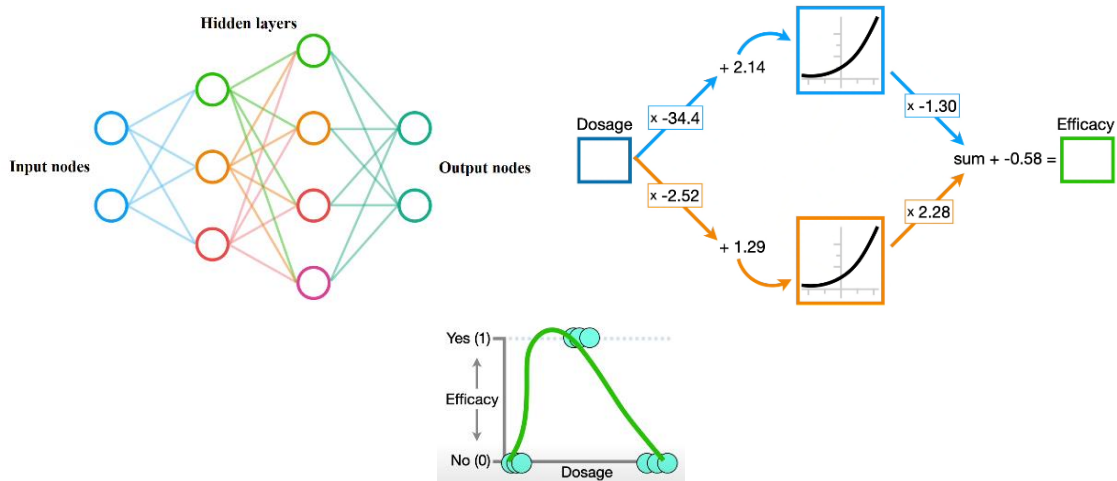 Hidden layers
Input nodes
Output nodes
Dosage
x -34.4
+ 2.14
x -1.30
x -2.52
+ 1.29
x 2.28
sum + -0.58 =
Efficacy
Yes (1)
Efficacy
No (0)
Dosage